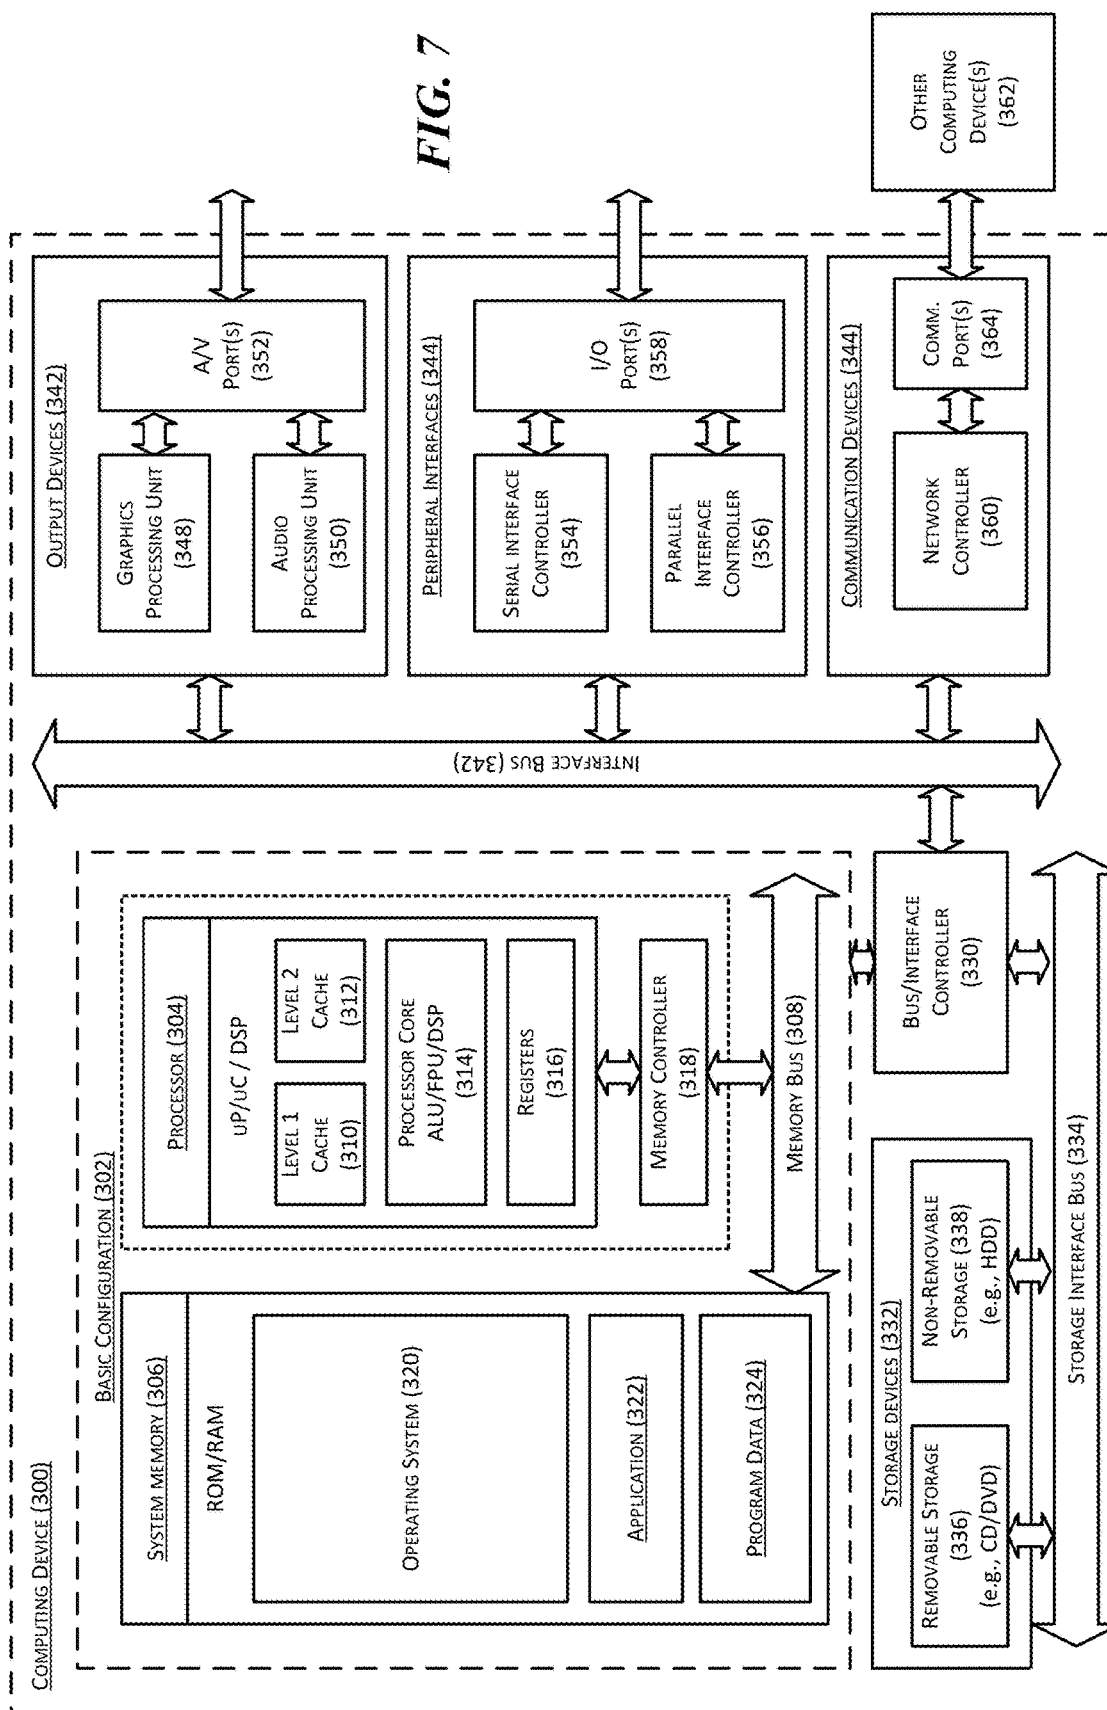 COMPUTING DEVICE (300)
BASIC CONFIGURATION (302)
SYSTEM MEMORY (306)
ROM/RAM
OPERATING SYSTEM (320)
APPLICATION (322)
PROGRAM DATA (324)
PROCESSOR (304)
uP/uC / DSP
LEVEL 1
CACHE
(310)
LEVEL 2
CACHE
(312)
PROCESSOR CORE
ALU/FPU/DSP
(314)
REGISTERS
(316)
MEMORY CONTROLLER
(318)
MEMORY BUS (308)
STORAGE DEVICES (332)
REMOVABLE STORAGE
(336)
(e.g., CD/DVD)
NON-REMOVABLE
STORAGE (338)
(e.g., HDD)
BUS/INTERFACE
CONTROLLER
(330)
STORAGE INTERFACE BUS (334)
INTERFACE BUS (342)
OUTPUT DEVICES (342)
GRAPHICS
PROCESSING UNIT
(348)
AUDIO
PROCESSING UNIT
(350)
A/V
PORT(S)
(352)
PERIPHERAL INTERFACES (344)
SERIAL INTERFACE
CONTROLLER
(354)
PARALLEL
INTERFACE
CONTROLLER
(356)
I/O
PORT(S)
(358)
COMMUNICATION DEVICES (344)
NETWORK
CONTROLLER
(360)
COMM.
PORT(S)
(364)
OTHER
COMPUTING
DEVICE(S)
(362)
FIG. 7